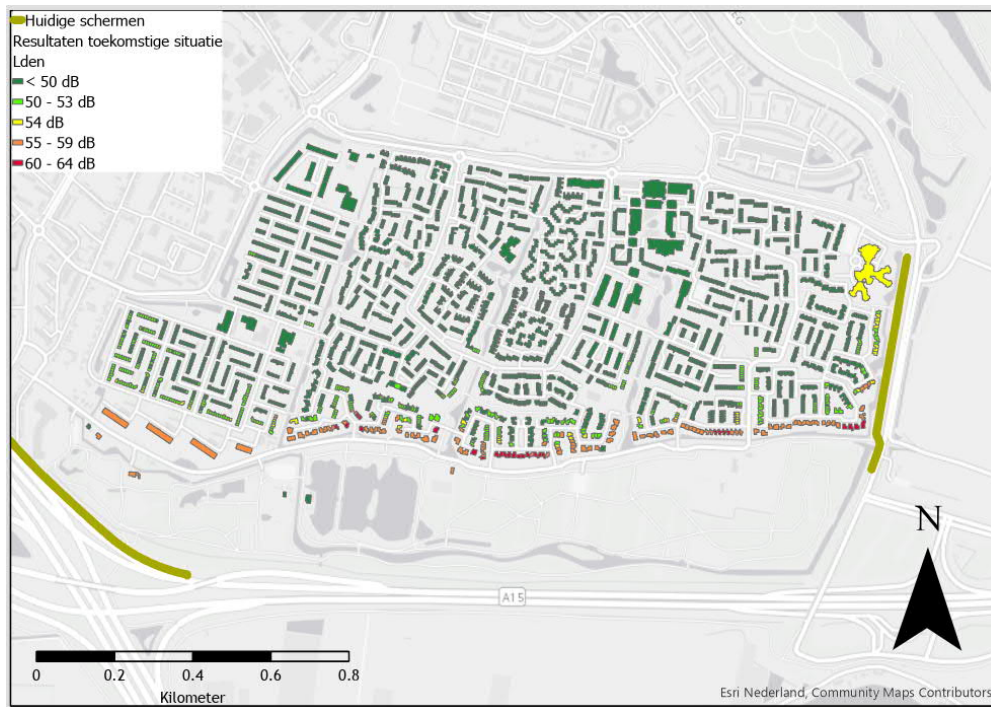 Huidige schermen
Resultaten toekomstige situatie
Lden
< 50 dB
50 - 53 dB
54 dB
55 - 59 dB
60 - 64 dB
N
A15
0 0.2 0.4 0.6 0.8
Kilometer
Esri Nederland, Community Maps Contributors